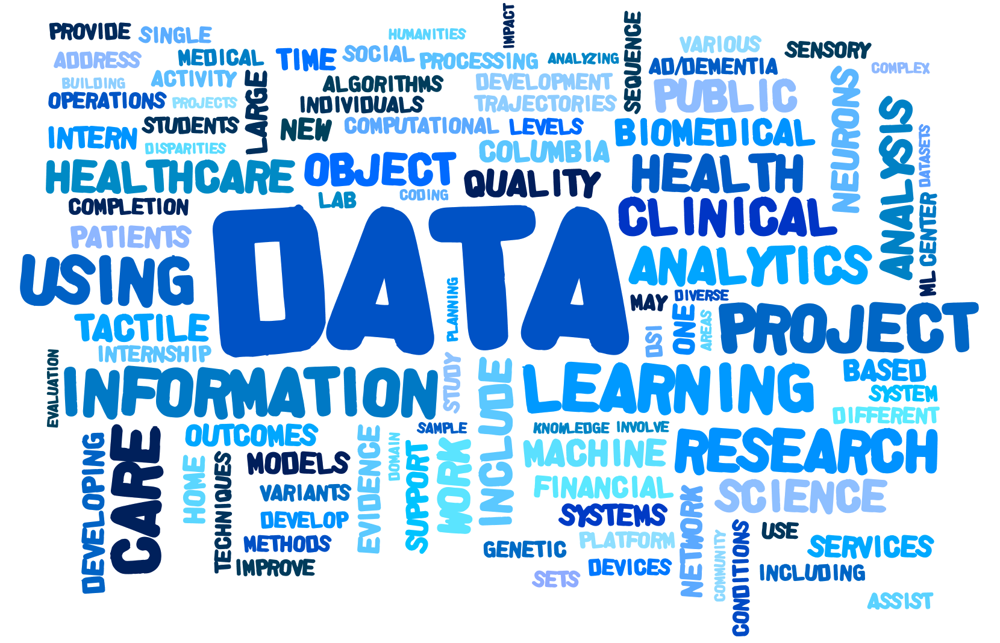 PROVIDE
SINGLE
HUMANITIES
IMPACT
SEQUENCE
VARIOUS
SENSORY
ADDRESS
MEDICAL
TIME
SOCIAL
PROCESSING
ANALYZING
AD/DEMENTIA
COMPLEX
BUILDING
ACTIVITY
LARGE
ALGORITHMS
DEVELOPMENT
PUBLIC
NEURONS
OPERATIONS
PROJECTS
INDIVIDUALS
TRAJECTORIES
ANALYSIS
INTERN
STUDENTS
NEW
COMPUTATIONAL
LEVELS
BIOMEDICAL
DATASETS
DISPARITIES
COLUMBIA
HEALTHCARE
OBJECT
QUALITY
HEALTH
COMPLETION
LAB
CODING
CLINICAL
CENTER
PATIENTS
DATA
ANALYTICS
ML
USING
PLANNING
MAY
DIVERSE
TACTILE
DSI
ONE
AREAS
PROJECT
INTERNSHIP
EVALUATION
INFORMATION
STUDY
INCLUDE
LEARNING
BASED
SYSTEM
DIFFERENT
DEVELOPING
CARE
OUTCOMES
EVIDENCE
DOMAIN
SAMPLE
KNOWLEDGE
INVOLVE
RESEARCH
HOME
TECHNIQUES
MODELS
SUPPORT
WORK
MACHINE
VARIANTS
FINANCIAL
NETWORK
SCIENCE
DEVELOP
SYSTEMS
METHODS
GENETIC
PLATFORM
COMMUNITY
CONDITIONS
USE
SERVICES
IMPROVE
SETS
DEVICES
INCLUDING
ASSIST